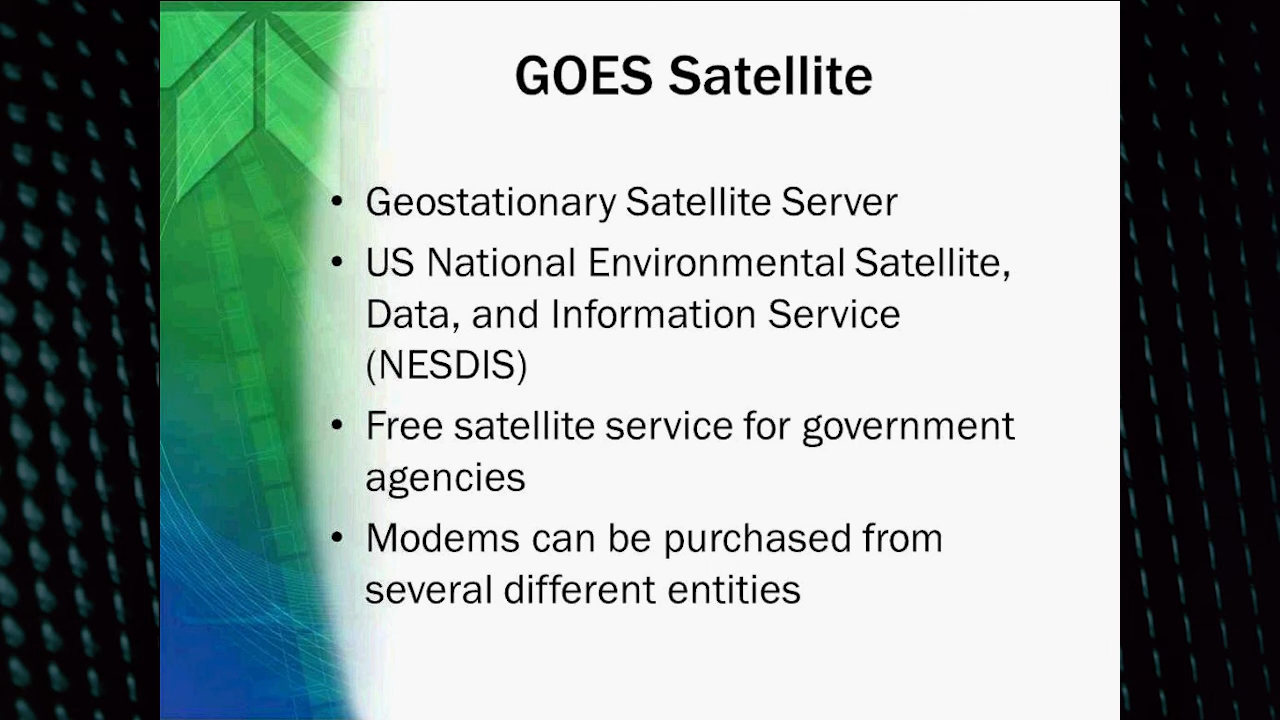 GOES Satellite
• Geostationary Satellite Server
• US National Environmental Satellite,
Data, and Information Service
(NESDIS)
• Free satellite service for government
agencies
• Modems can be purchased from
several different entities